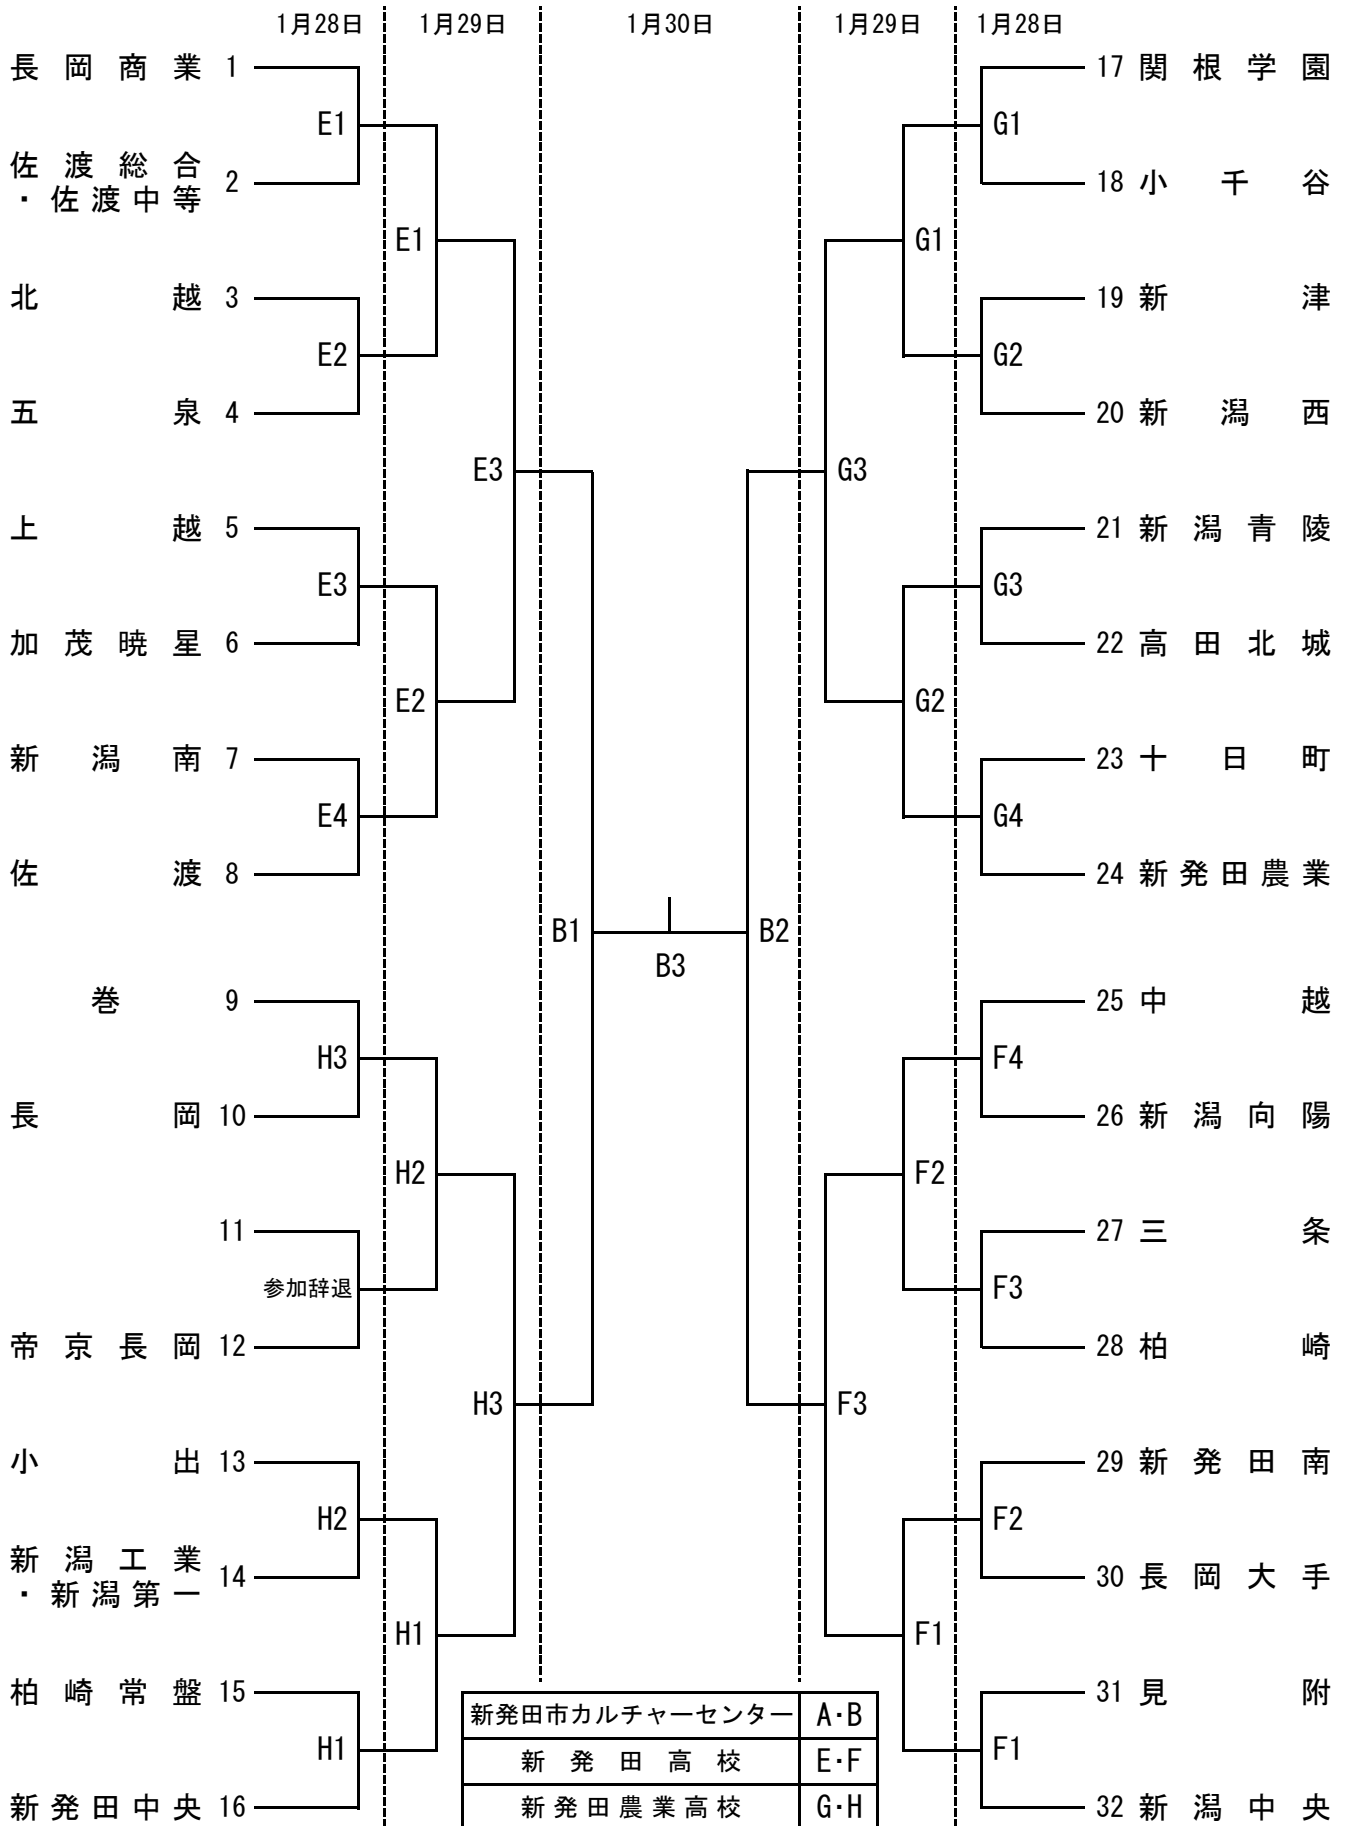 1月28日 1月29日 1月30日 1月29日 1月28日
長岡商業 1
E1
佐渡総合
・佐渡中等 2
E1
北越 3
E2
五泉 4
E3
上越 5
E3
加茂暁星 6
E2
新潟南 7
E4
佐渡 8
B1
B3
B2
巻 9
H3
長岡 10
H2
11
参加辞退
帝京長岡 12
H3
小出 13
H2
新潟工業
・新潟第一 14
H1
柏崎常盤 15
H1
新発田中央 16
17 関根学園
G1
18 小千谷
G1
19 新津
G2
20 新潟西
G3
21 新潟青陵
G3
22 高田北城
G2
23 十日町
G4
24 新発田農業
25 中越
F4
26 新潟向陽
F2
27 三条
F3
28 柏崎
F3
29 新発田南
F2
30 長岡大手
F1
31 見附
F1
32 新潟中央
新発田市カルチャーセンター A・B
新発田高校 E・F
新発田農業高校 G・H